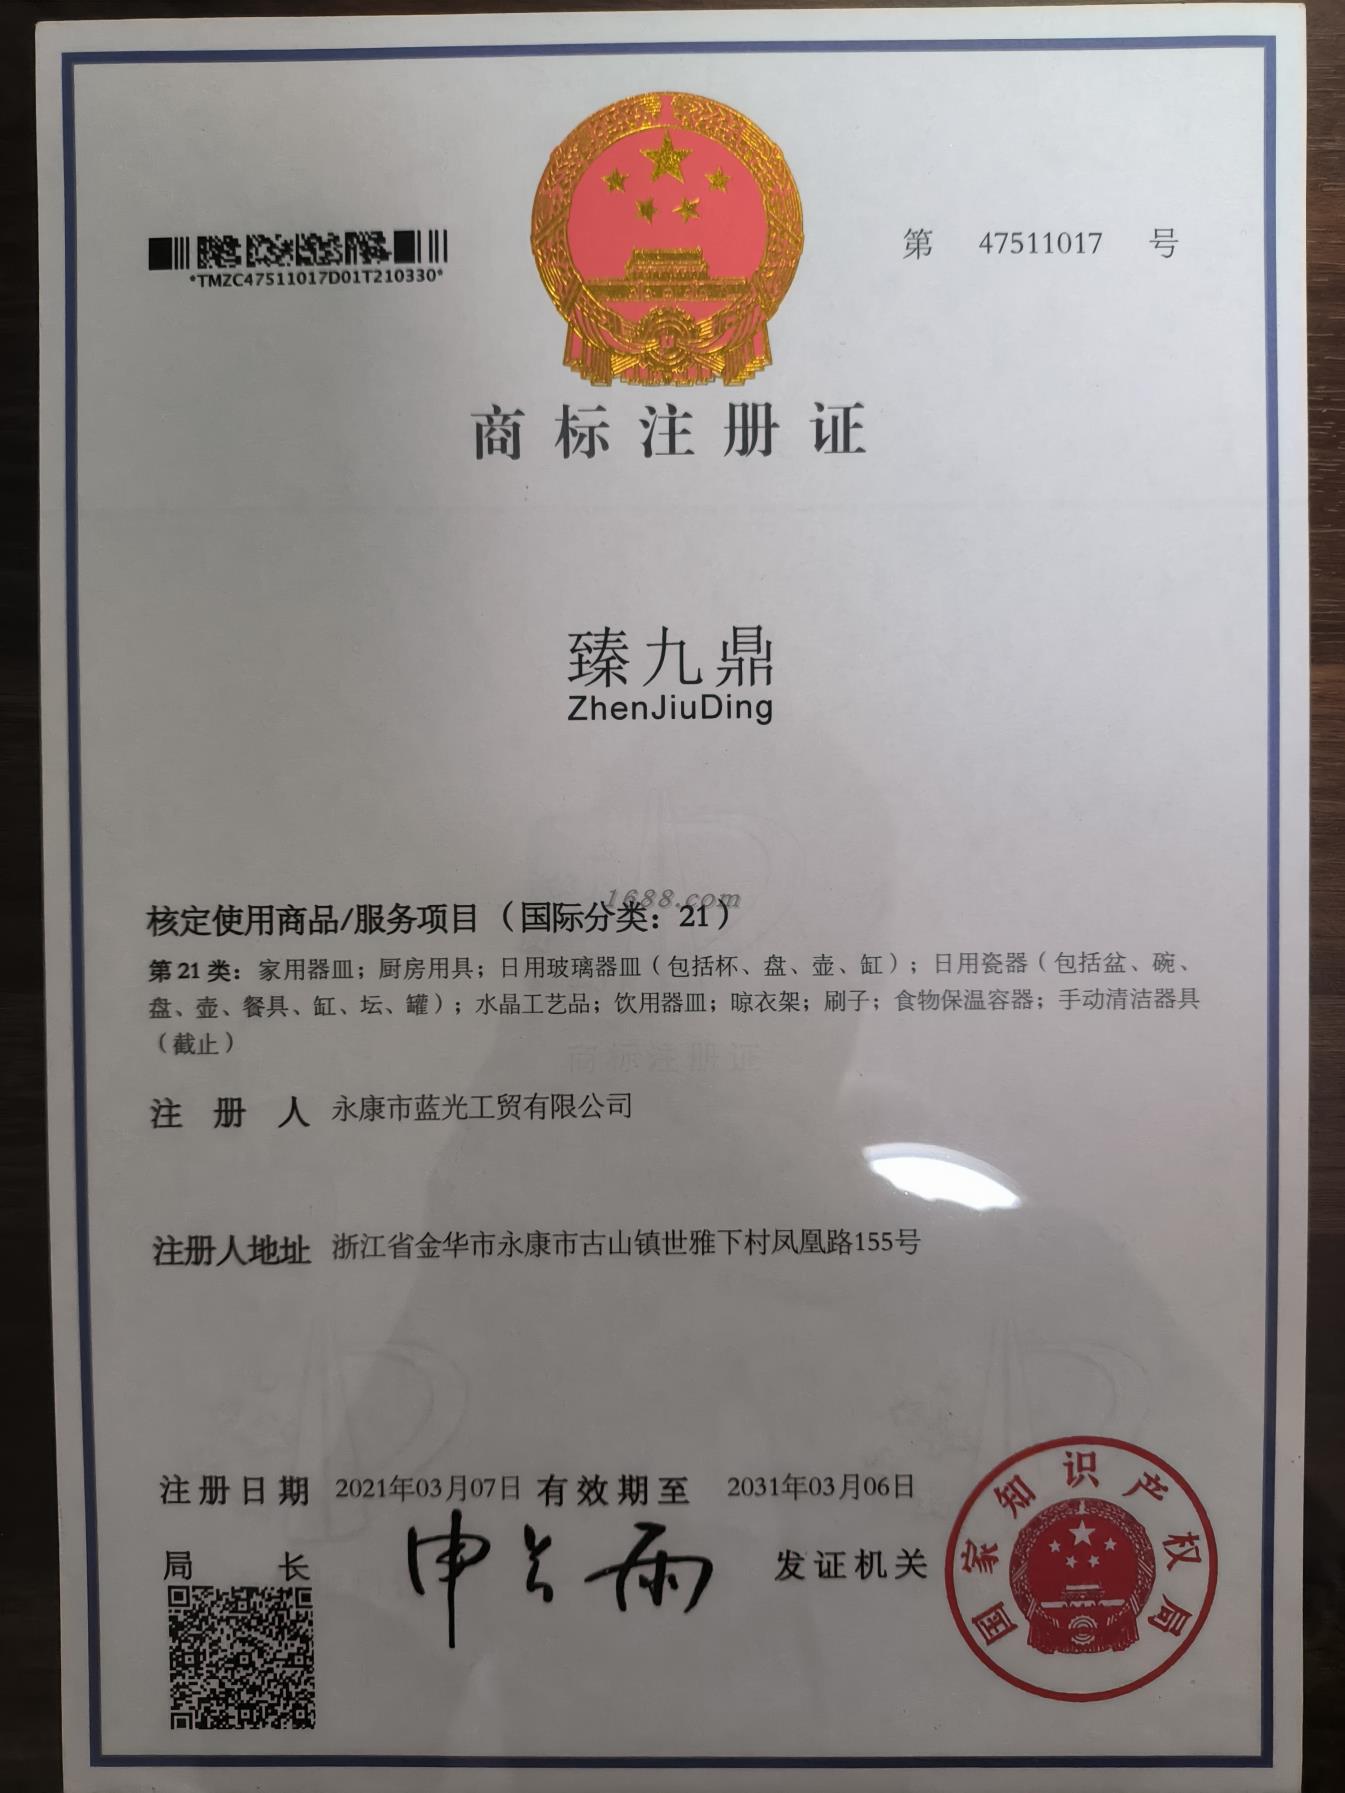 第 47511017 号
*TMZC47511017D01T210330*
商标注册证
臻九鼎
ZhenJiuDing
1688.com
核定使用商品/服务项目（国际分类：21）
第21类：家用器皿；厨房用具；日用玻璃器皿（包括杯、盘、壶、缸）；日用瓷器（包括盆、碗、
盘、壶、餐具、缸、坛、罐）；水晶工艺品；饮用器皿；晾衣架；刷子；食物保温容器；手动清洁器具
（截止）
商标注册证
注册人 永康市蓝光工贸有限公司
注册人地址 浙江省金华市永康市古山镇世雅下村凤凰路155号
注册日期 2021年03月07日 有效期至 2031年03月06日
局长 申长雨 发证机关
国家知识产权局